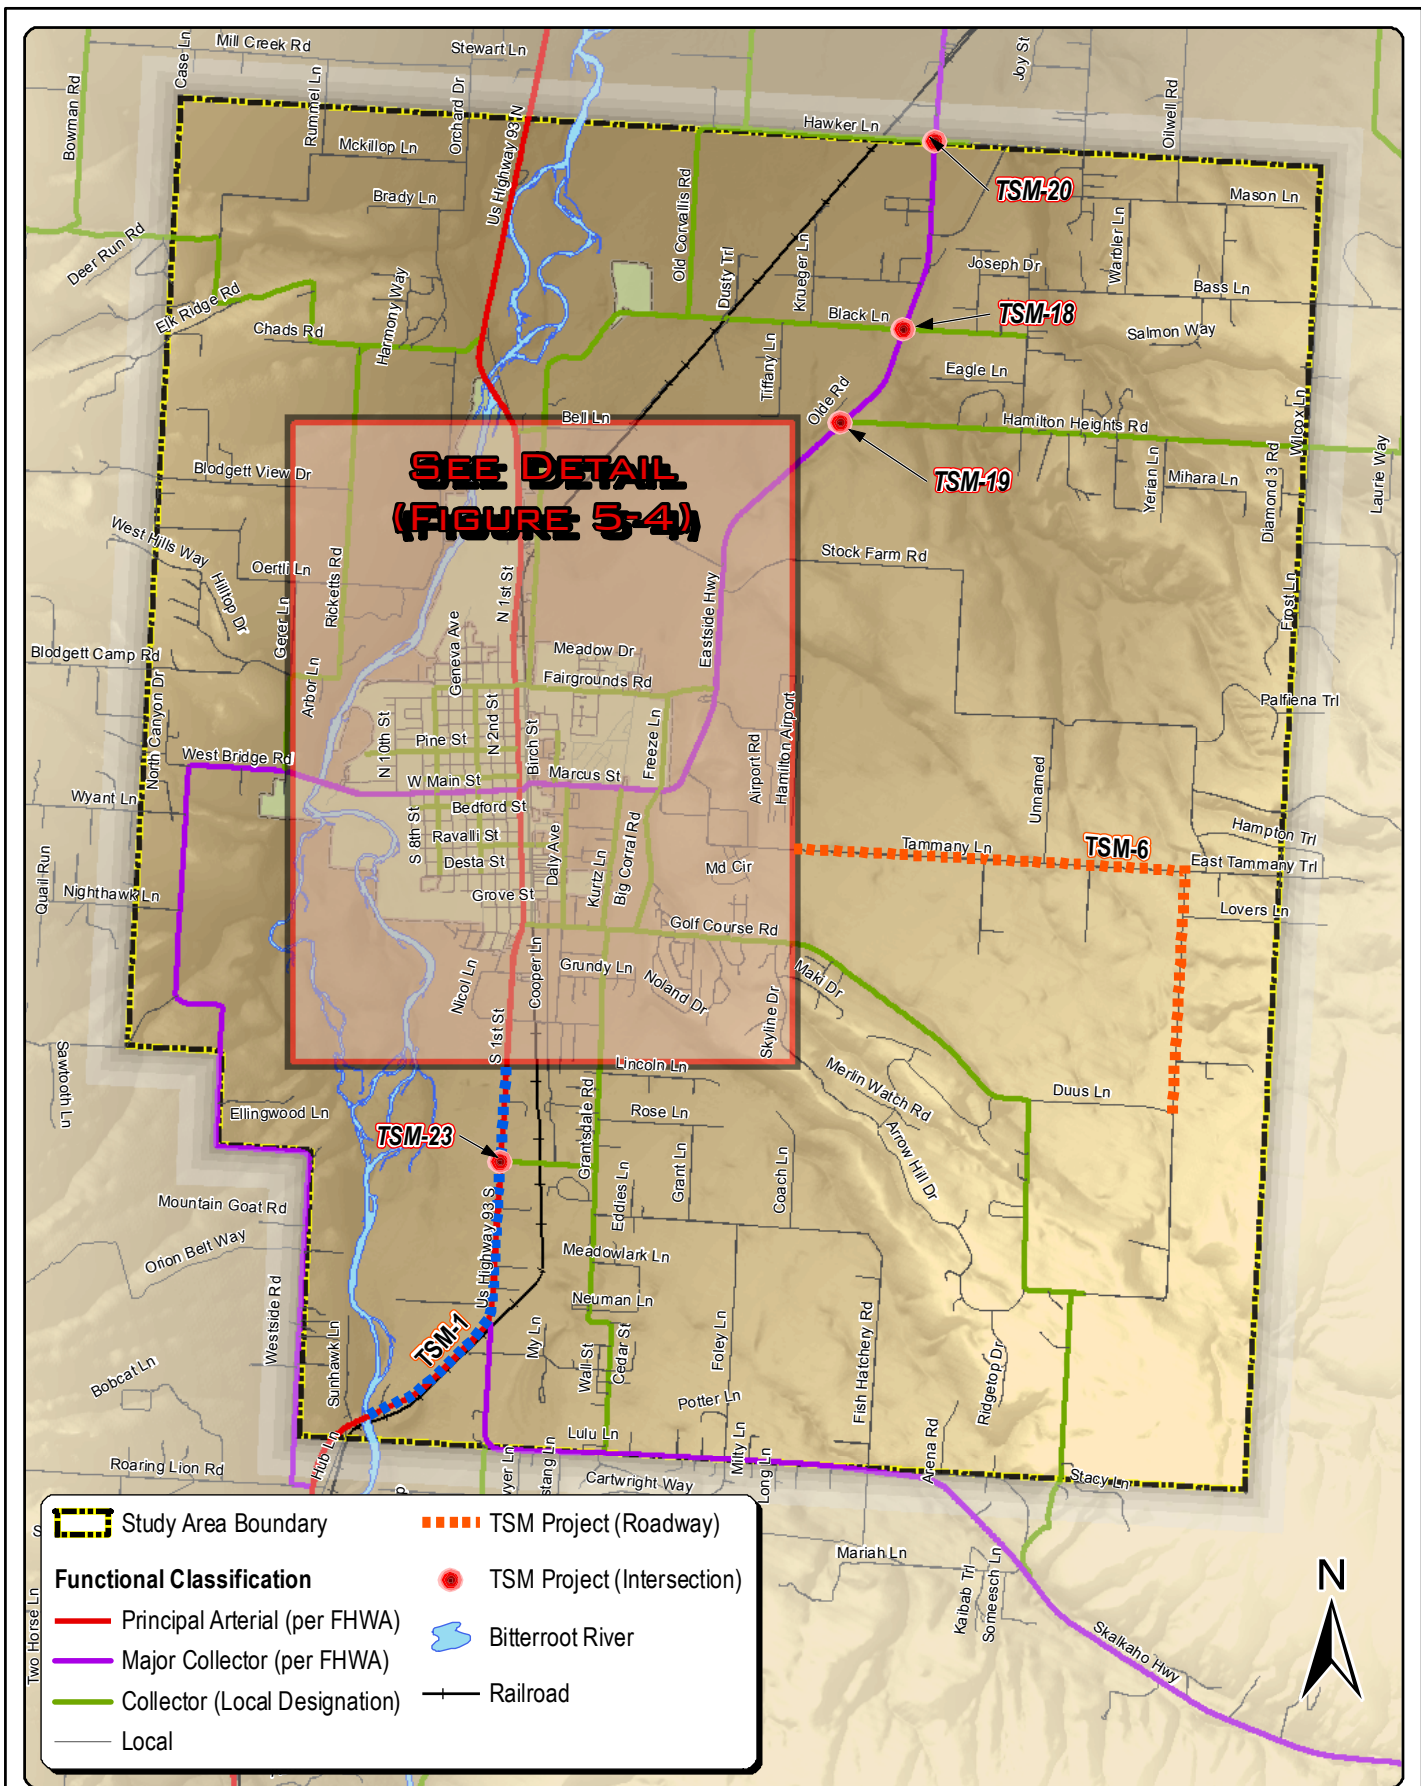 Mill Creek Rd
Stewart Ln
Case Ln
Joy St
Bowman Rd
Rummel Ln
Orchard Dr
Oilwell Rd
Us Highway 93 N
Hawker Ln
Mckillop Ln
TSM-20
Brady Ln
Mason Ln
Old Corvallis Rd
Deer Run Rd
Dusty Trl
Krueger Ln
Warbler Ln
Joseph Dr
Elk Ridge Rd
Harmony Way
Bass Ln
Chads Rd
Black Ln
TSM-18
Salmon Way
Tiffany Ln
Eagle Ln
Olde Rd
Bell Ln
Hamilton Heights Rd
Wilcox Ln
SEE DETAIL
(FIGURE 5-4)
Blodgett View Dr
TSM-19
Yerian Ln
Mihara Ln
Diamond 3 Rd
Laurie Way
West Hills Way
Oertli Ln
Hilltop Dr
Ricketts Rd
N 1st St
Stock Farm Rd
Frost Ln
Gerer Ln
Geneva Ave
Eastside Hwy
Blodgett Camp Rd
Meadow Dr
Fairgrounds Rd
Arbor Ln
North Canyon Dr
Palfiena Trl
N 10th St
N 2nd St
Pine St
Birch St
Freeze Ln
Airport Rd
Hamilton Airport
West Bridge Rd
W Main St
Marcus St
Unnamed
Wyant Ln
Bedford St
S 8th St
Ravalli St
Daly Ave
Kurtz Ln
Big Corral Rd
Tammany Ln
TSM-6
Hampton Trl
East Tammany Trl
Quail Run
Desta St
Md Cir
Nighthawk Ln
Grove St
Golf Course Rd
Lovers Ln
Nicol Ln
Cooper Ln
Grundy Ln
Noland Dr
Maki Dr
Skyline Dr
S 1st St
Sawtooth Ln
Lincoln Ln
Merlin Watch Rd
Duus Ln
Ellingwood Ln
Grantsdale Rd
Rose Ln
TSM-23
Arrow Hill Dr
Eddies Ln
Grant Ln
Coach Ln
Mountain Goat Rd
Us Highway 93 S
Orion Belt Way
Meadowlark Ln
Westside Rd
Neuman Ln
TSM-1
Sunhawk Ln
My Ln
Wall St
Cedar St
Foley Ln
Fish Hatchery Rd
Ridgetop Dr
Bobcat Ln
Potter Ln
Hub Ln
Lulu Ln
Milty Ln
Long Ln
Arena Rd
Roaring Lion Rd
vyer Ln
stang Ln
Cartwright Way
Stacy Ln
Mariah Ln
Kaibab Trl
Someesch Ln
Skalkaho Hwy
Two Horse Ln
N
Study Area Boundary
TSM Project (Roadway)
Functional Classification
TSM Project (Intersection)
Principal Arterial (per FHWA)
Bitterroot River
Major Collector (per FHWA)
Collector (Local Designation)
Railroad
Local